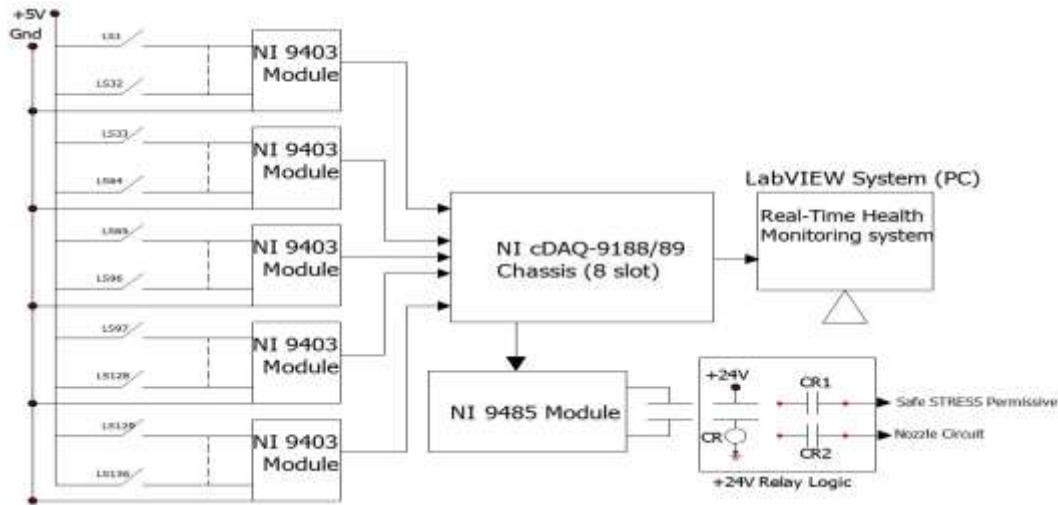 +5V
Gnd
LS1
LS32
NI 9403
Module
LS33
LS64
NI 9403
Module
LS65
LS96
NI 9403
Module
LS97
LS128
NI 9403
Module
LS129
LS136
NI 9403
Module
NI cDAQ-9188/89
Chassis (8 slot)
LabVIEW System (PC)
Real-Time Health
Monitoring system
NI 9485 Module
+24V
CR
CR1
CR2
+24V Relay Logic
Safe STRESS Permissive
Nozzle Circuit